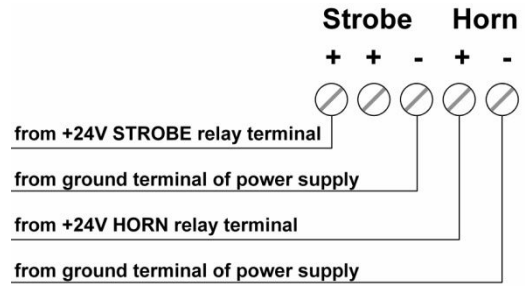 Strobe Horn
+ + - + -
from +24V STROBE relay terminal
from ground terminal of power supply
from +24V HORN relay terminal
from ground terminal of power supply